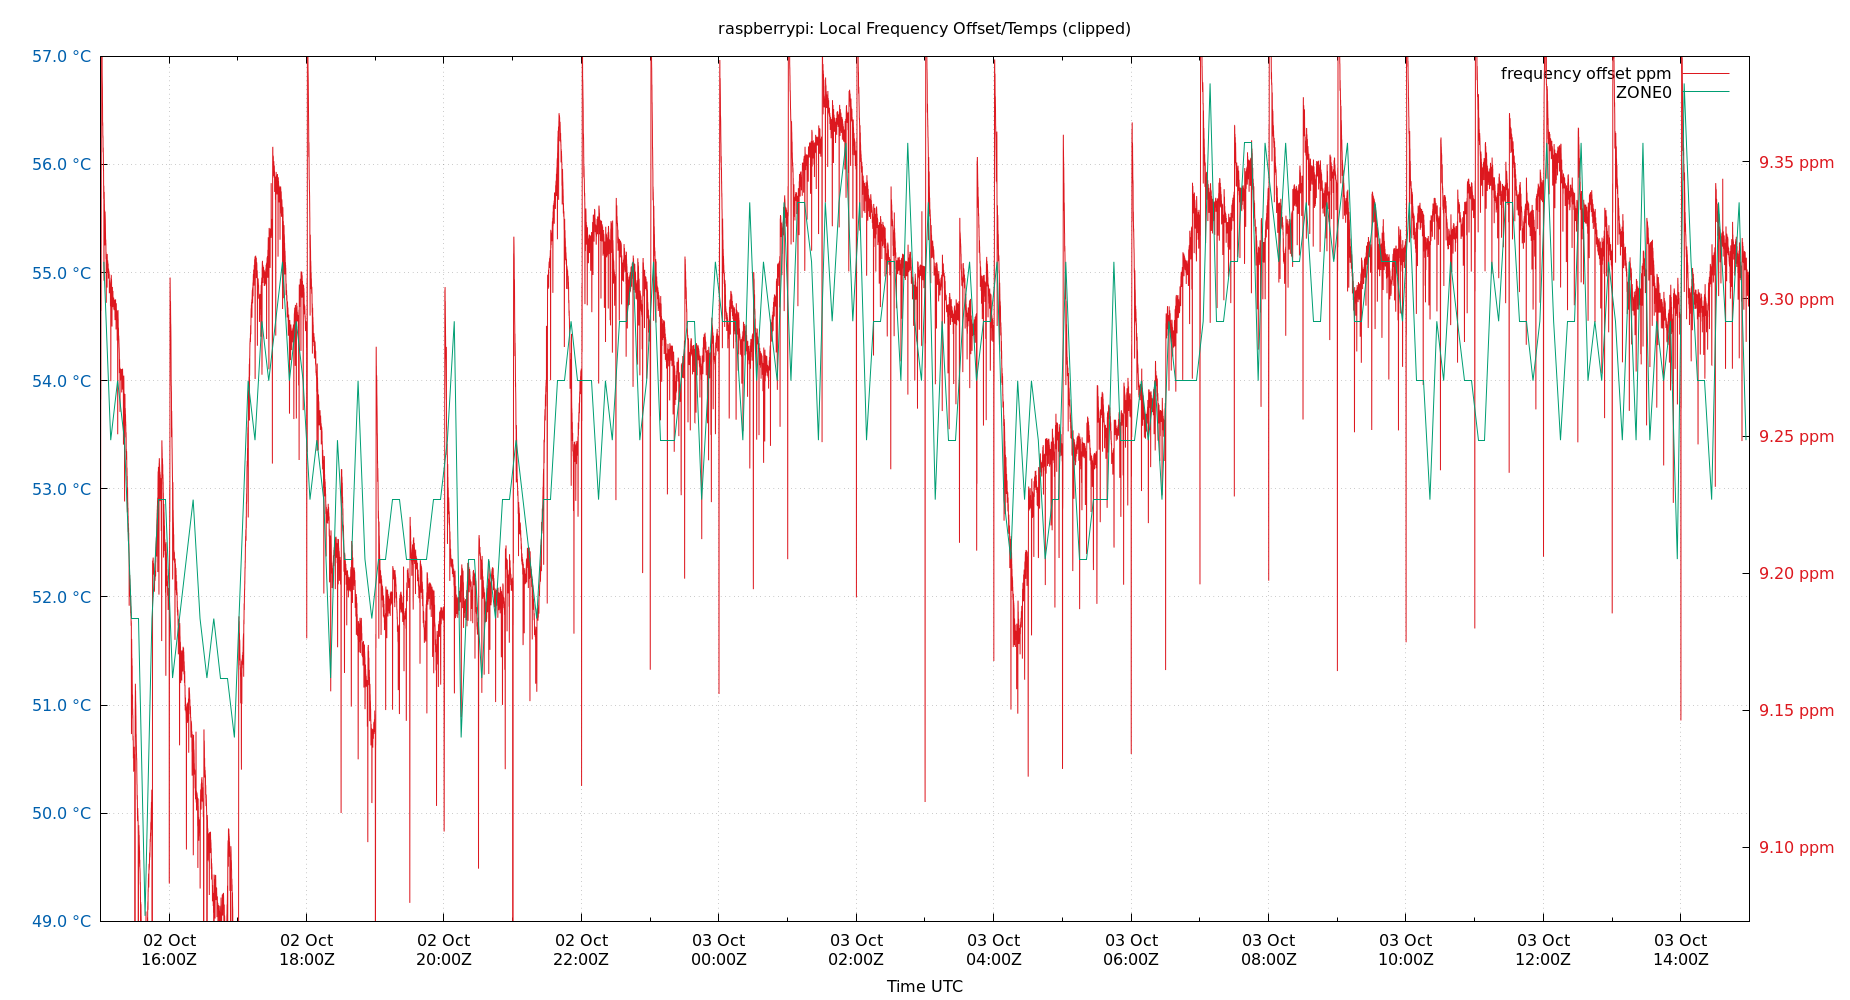 raspberrypi: Local Frequency Offset/Temps (clipped)
frequency offset ppm
ZONE0
57.0 °C
56.0 °C
55.0 °C
54.0 °C
53.0 °C
52.0 °C
51.0 °C
50.0 °C
49.0 °C
9.35 ppm
9.30 ppm
9.25 ppm
9.20 ppm
9.15 ppm
9.10 ppm
02 Oct 02 Oct 02 Oct 02 Oct 03 Oct 03 Oct 03 Oct 03 Oct 03 Oct 03 Oct 03 Oct 03 Oct
16:00Z 18:00Z 20:00Z 22:00Z 00:00Z 02:00Z 04:00Z 06:00Z 08:00Z 10:00Z 12:00Z 14:00Z
Time UTC